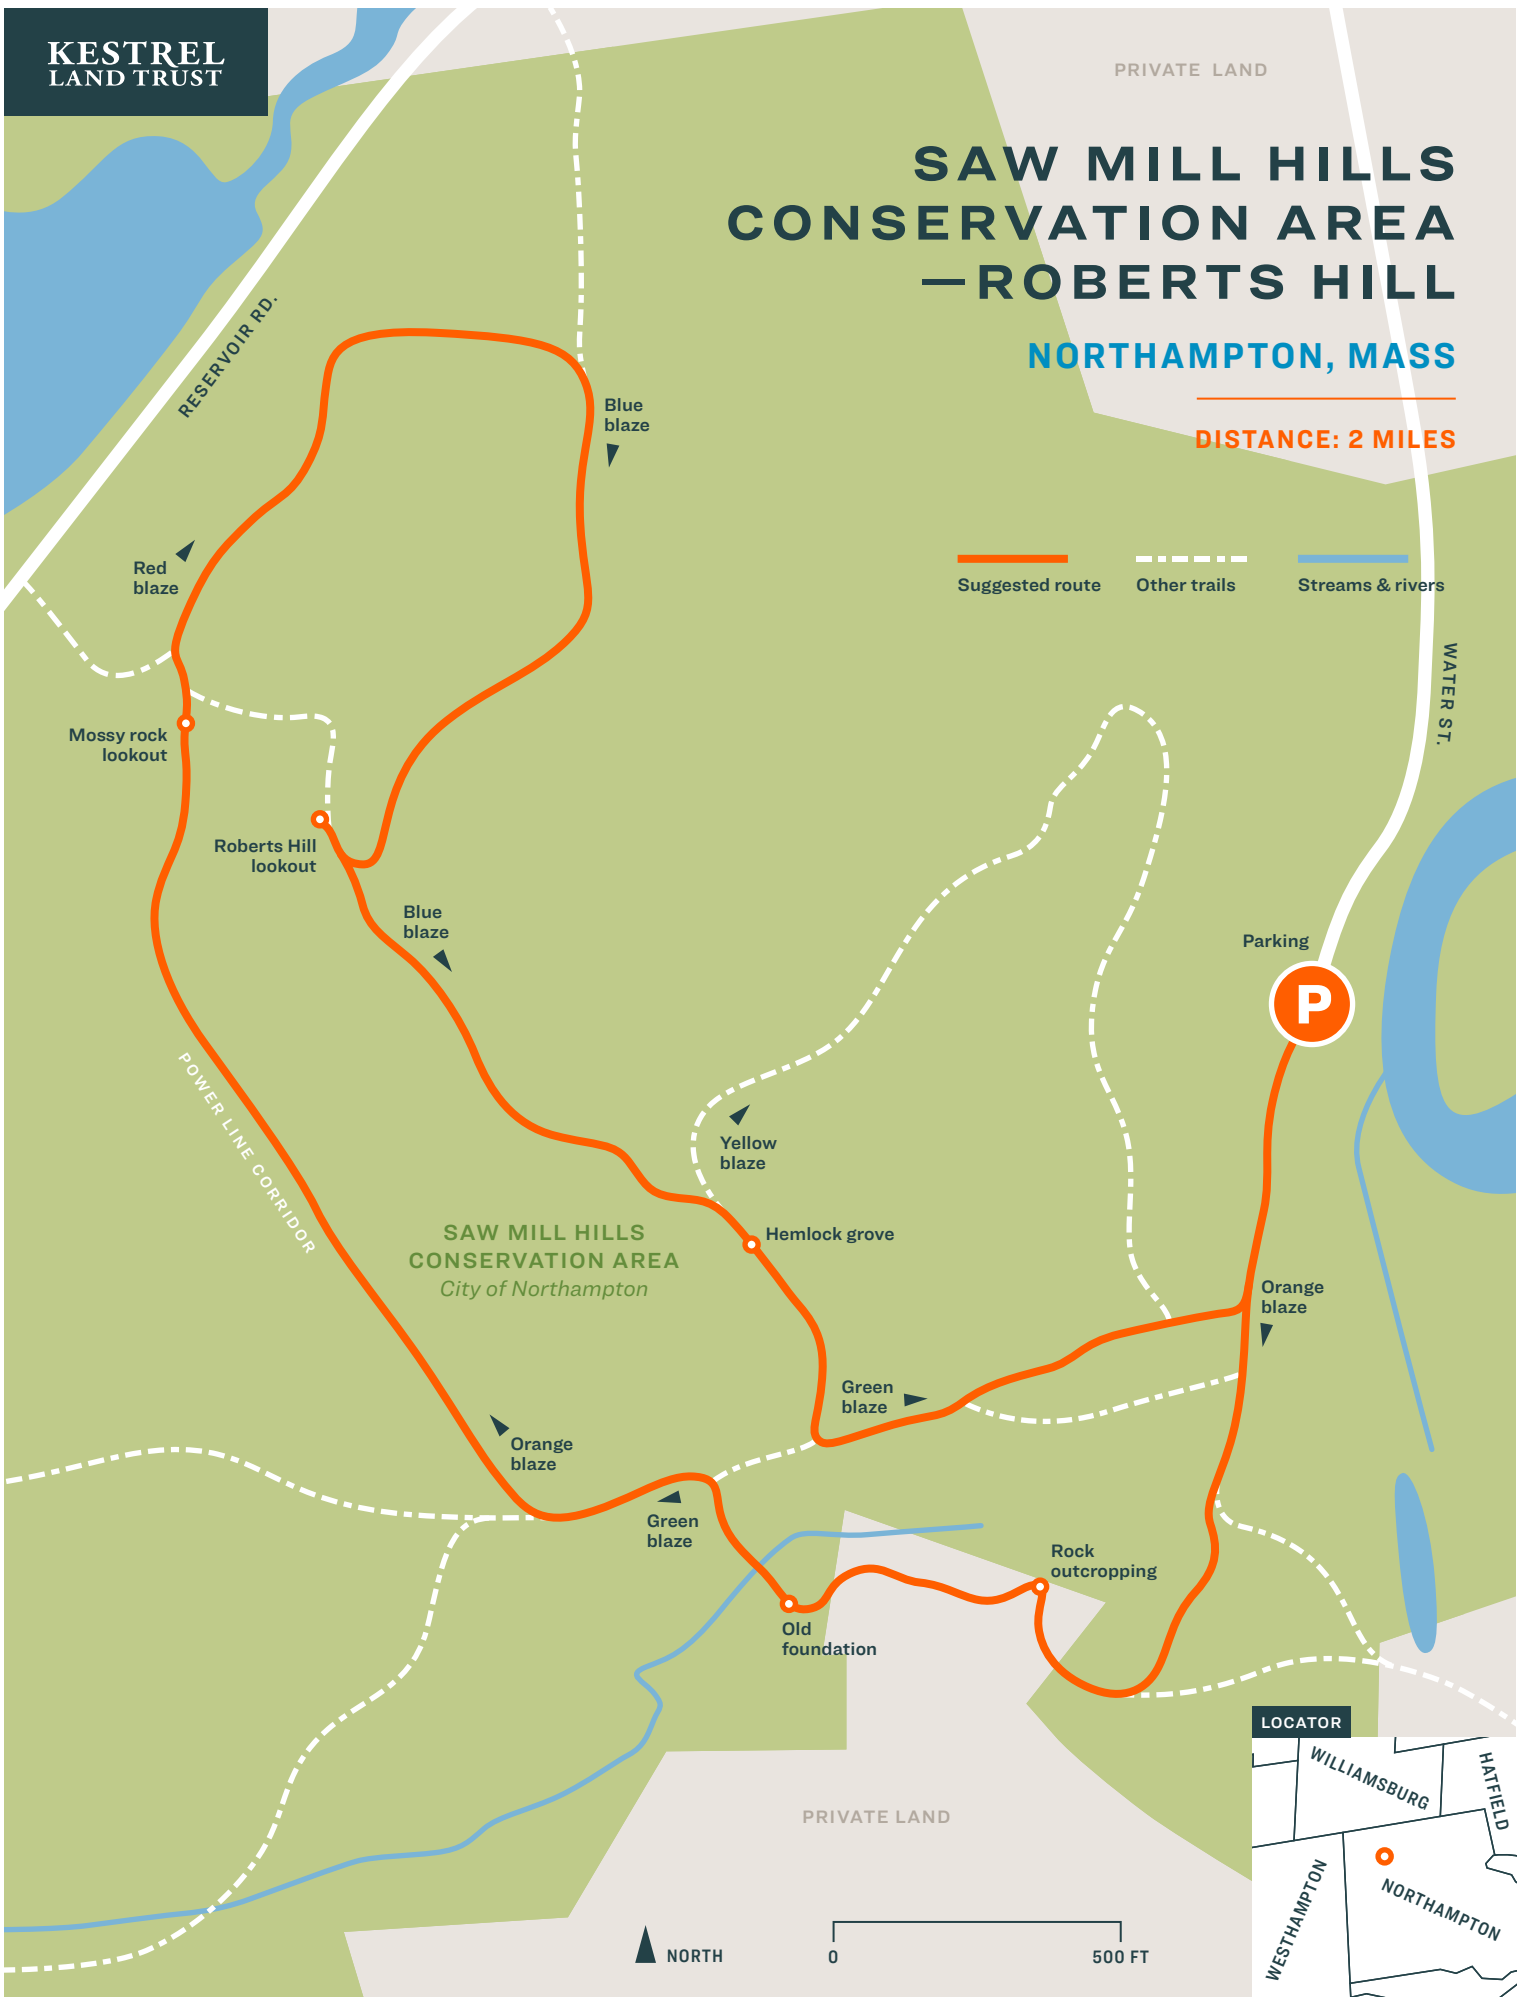 KESTREL
LAND TRUST
PRIVATE LAND
SAW MILL HILLS
CONSERVATION AREA
—ROBERTS HILL
NORTHAMPTON, MASS
DISTANCE: 2 MILES
RESERVOIR RD.
Blue
blaze
Red
blaze
Suggested route
Other trails
Streams & rivers
WATER ST.
Mossy rock
lookout
Roberts Hill
lookout
Blue
blaze
Parking
P
POWER LINE CORRIDOR
Yellow
blaze
SAW MILL HILLS
CONSERVATION AREA
City of Northampton
Hemlock grove
Orange
blaze
Green
blaze
Orange
blaze
Green
blaze
Rock
outcropping
Old
foundation
PRIVATE LAND
LOCATOR
WILLIAMSBURG
HATFIELD
WESTHAMPTON
NORTHAMPTON
NORTH
0
500 FT